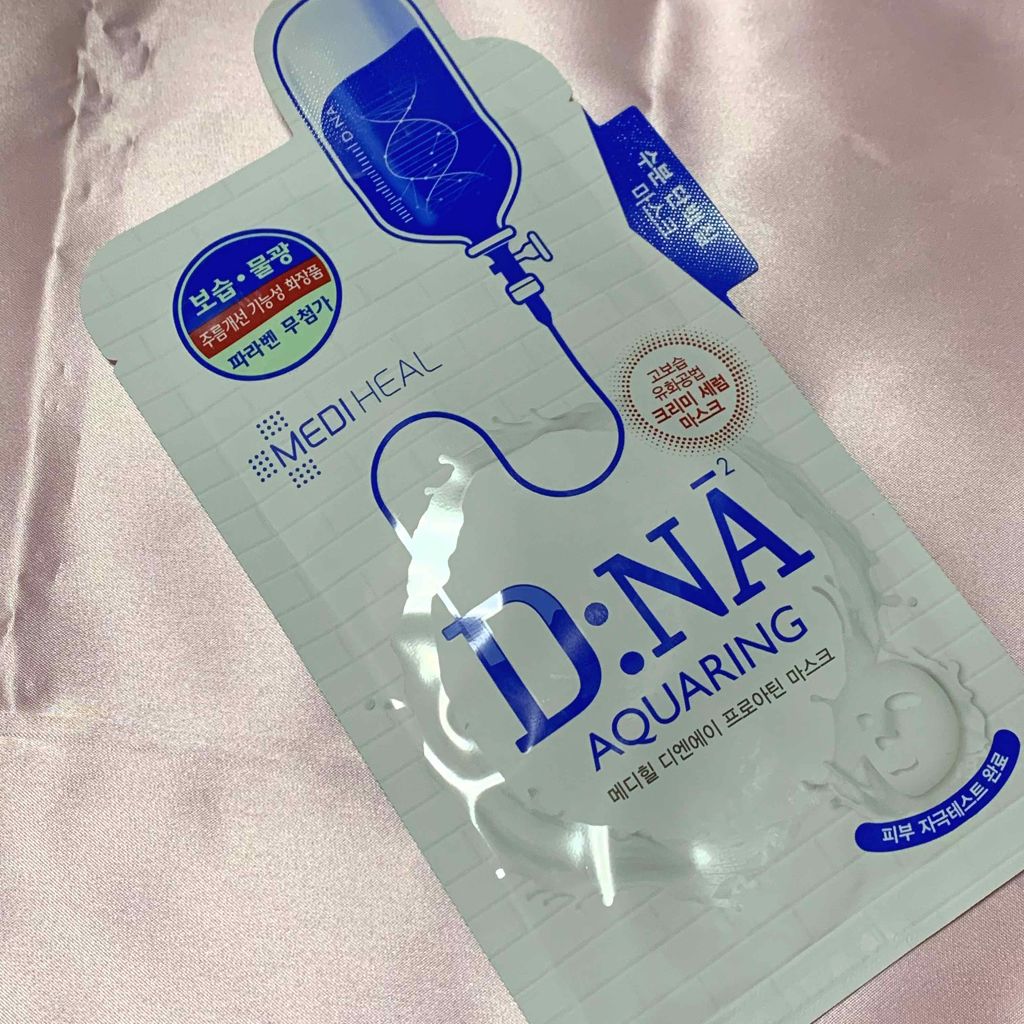 D:NA
보습•물광
주름개선 기능성 화장품
파라벤 무첨가
MEDIHEAL
고보습
유화공법
크리미 세럼
마스크
D:NA²
AQUARING
메디힐 디엔에이 프로아틴 마스크
피부 자극테스트 완료